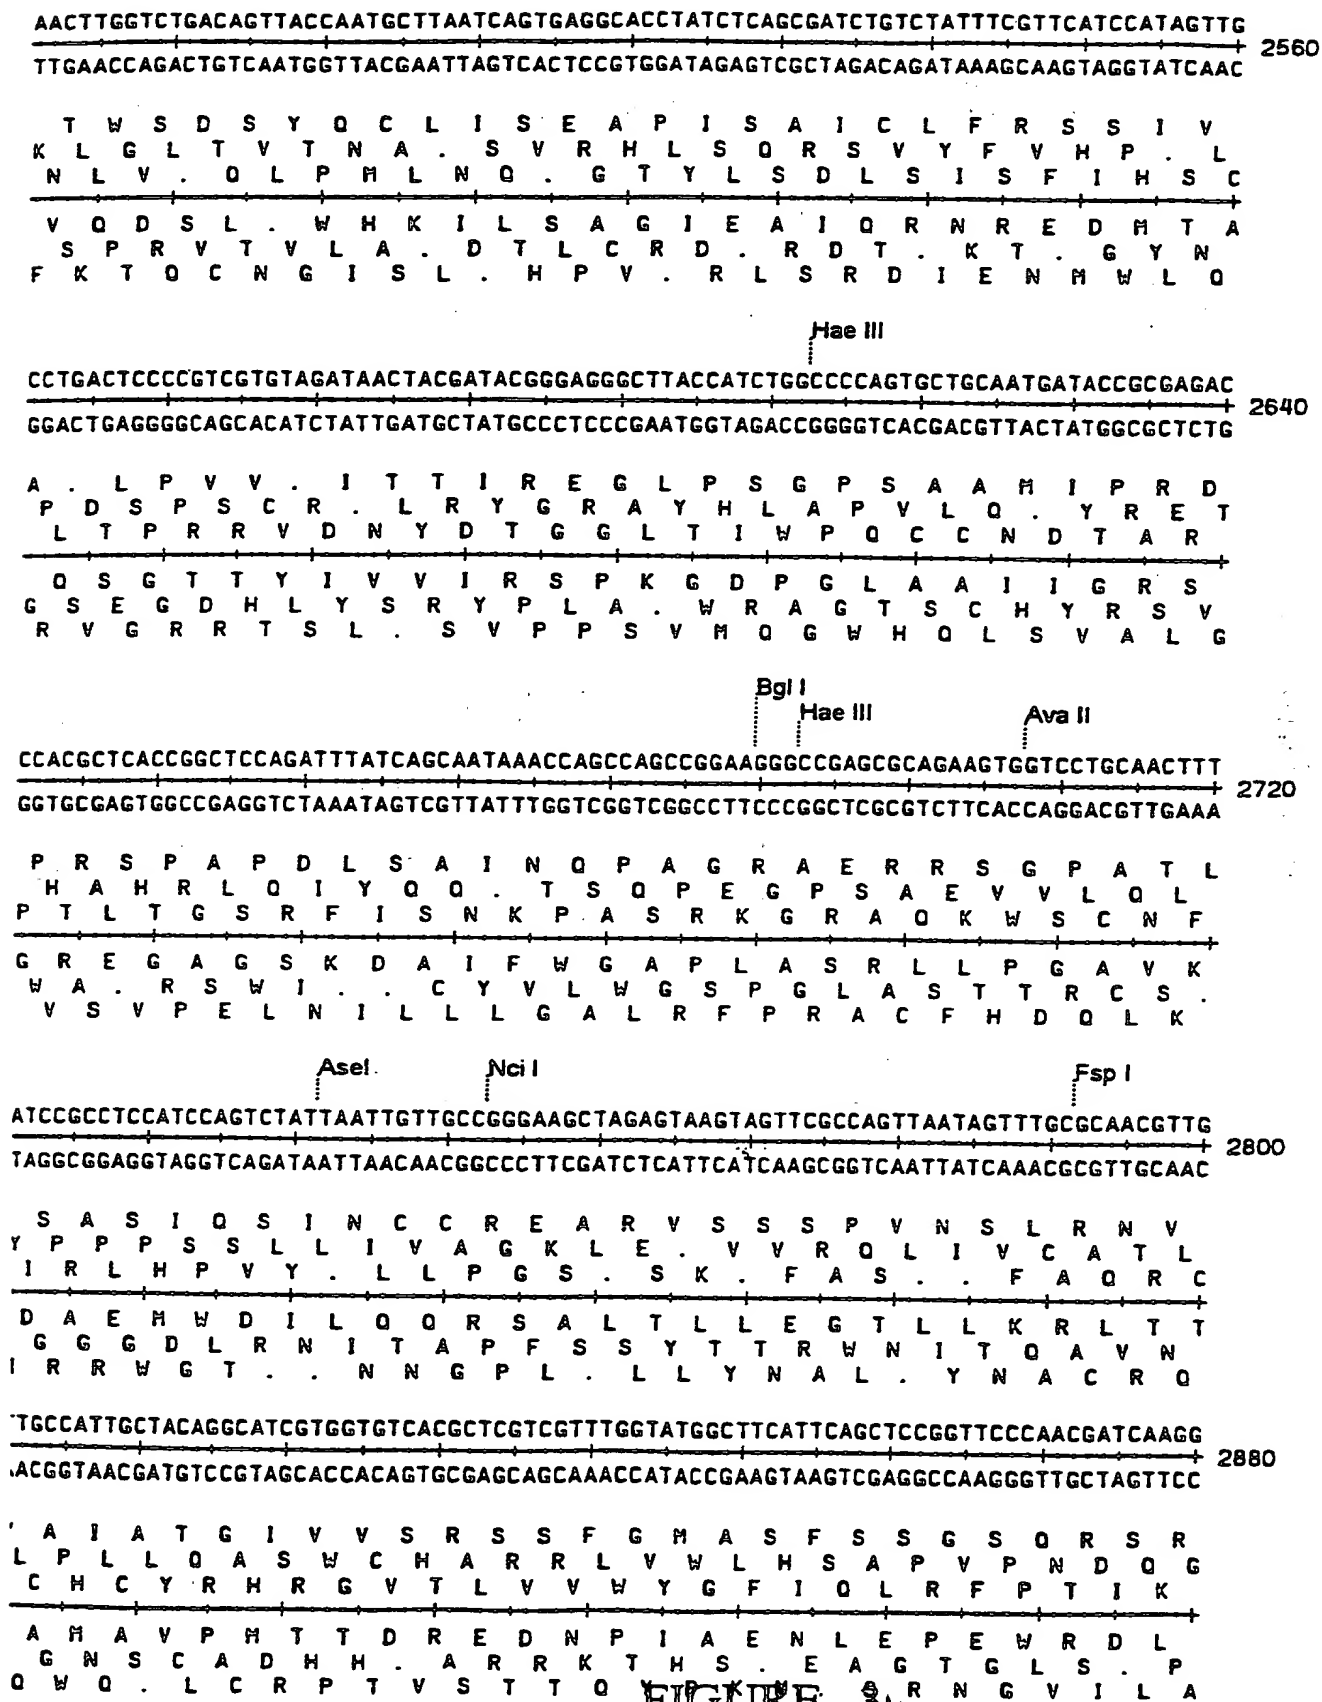 AACTTGGTCTGACAGTTACCAATGCTTAATCAGTGAGGCACCTATCTCAGCGATCTGTCTATTTCGTTCATCCATAGTTG
2560
TTGAACCAGACTGTCAATGGTTACGAATTAGTCACTCCGTGGATAGAGTCGCTAGACAGATAAAGCAAGTAGGTATCAAC
T W S D S Y Q C L I S E A P I S A I C L F R S S I V
K L G L T V T N A . S V R H L S Q R S V Y F V H P . L
N L V . Q L P M L N Q . G T Y L S D L S I S F I H S C
V Q D S L . W H K I L S A G I E A I Q R N R E D M T A
S P R V T V L A . D T L C R D . R D T . K T . G Y N
F K T Q C N G I S L . H P V . R L S R D I E N M W L Q
Hae III
CCTGACTCCCCGTCGTGTAGATAACTACGATACGGGAGGGCTTACCATCTGGCCCCAGTGCTGCAATGATACCGCGAGAC
2640
GGACTGAGGGGCAGCACATCTATTGATGCTATGCCCTCCCGAATGGTAGACCGGGGTCACGACGTTACTATGGCGCTCTG
A . L P V V . I T T I R E G L P S G P S A A M I P R D
P D S P S C R . L R Y G R A Y H L A P V L Q . Y R E T
L T P R R V D N Y D T G G L T I W P Q C C N D T A R
Q S G T T Y I V V I R S P K G D P G L A A I I G R S
G S E G D H L Y S R Y P L A . W R A G T S C H Y R S V
R V G R R T S L . S V P P S V M Q G W H Q L S V A L G
Bgl I
Hae III
Ava II
CCACGCTCACCGGCTCCAGATTTATCAGCAATAAACCAGCCAGCCGGAAGGGCCGAGCGCAGAAGTGGTCCTGCAACTTT
2720
GGTGCGAGTGGCCGAGGTCTAAATAGTCGTTATTTGGTCGGTCGGCCTTCCCGGCTCGCGTCTTCACCAGGACGTTGAAA
P R S P A P D L S A I N Q P A G R A E R R S G P A T L
H A H R L Q I Y Q Q . T S Q P E G P S A E V V L Q L
P T L T G S R F I S N K P A S R K G R A Q K W S C N F
G R E G A G S K D A I F W G A P L A S R L L P G A V K
W A . R S W I . . C Y V L W G S P G L A S T T R C S .
V S V P E L N I L L L G A L R F P R A C F H D Q L K
AseI
Nci I
Fsp I
ATCCGCCTCCATCCAGTCTATTAATTGTTGCCGGGAAGCTAGAGTAAGTAGTTCGCCAGTTAATAGTTTGCGCAACGTTG
2800
TAGGCGGAGGTAGGTCAGATAATTAACAACGGCCCTTCGATCTCATTCATCAAGCGGTCAATTATCAAACGCGTTGCAAC
S A S I Q S I N C C R E A R V S S S P V N S L R N V
Y P P P S S L L I V A G K L E . V V R Q L I V C A T L
I R L H P V Y . L L P G S . S K . F A S . . F A Q R C
D A E M W D I L Q Q R S A L T L L E G T L L K R L T T
G G G D L R N I T A P F S S Y T T R W N I T Q A V N
I R R W G T . . N N G P L . L L Y N A L . Y N A C R Q
TGCCATTGCTACAGGCATCGTGGTGTCACGCTCGTCGTTTGGTATGGCTTCATTCAGCTCCGGTTCCCAACGATCAAGG
2880
ACGGTAACGATGTCCGTAGCACCACAGTGCGAGCAGCAAACCATACCGAAGTAAGTCGAGGCCAAGGGTTGCTAGTTCC
A I A T G I V V S R S S F G M A S F S S G S Q R S R
L P L L Q A S W C H A R R L V W L H S A P V P N D Q G
C H C Y R H R G V T L V V W Y G F I Q L R F P T I K
A M A V P M T T D R E D N P I A E N L E P E W R D L
G N S C A D H H . A R R K T H S . E A G T G L S . P
Q W Q . L C R P T V S T T Q R N G V I L A
FIGURE